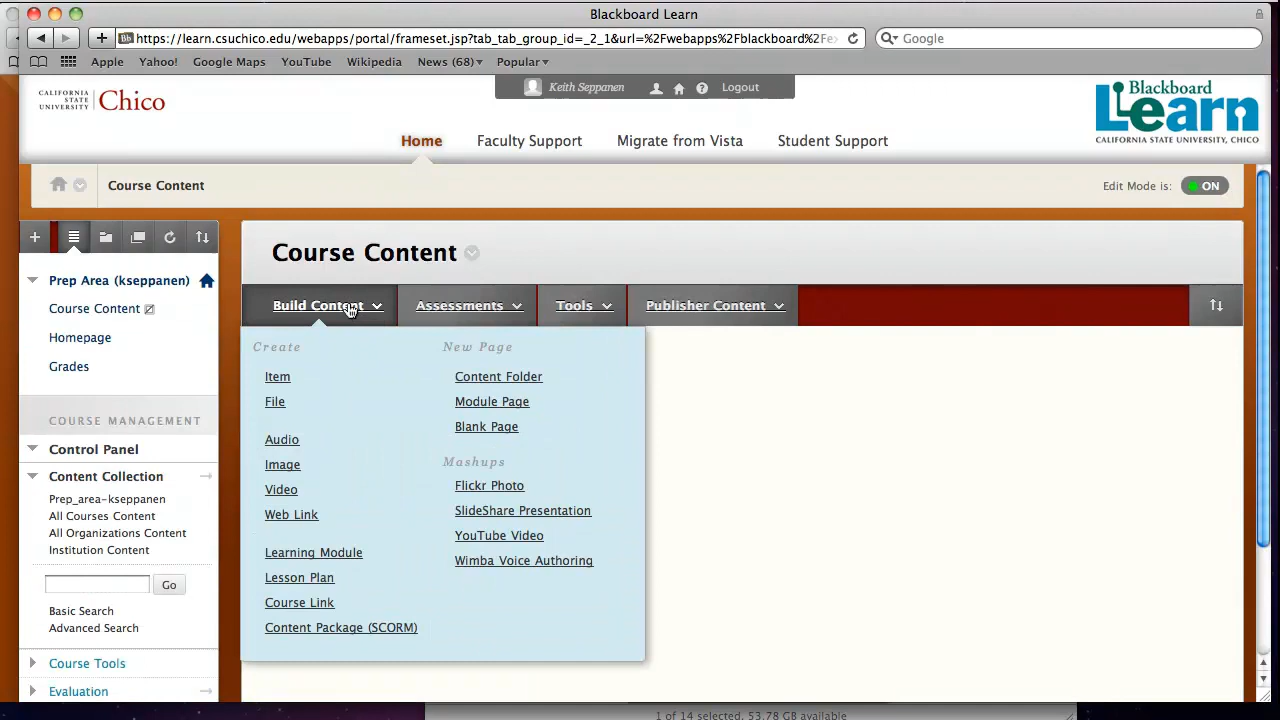 Blackboard Learn
https://learn.csuchico.edu/webapps/portal/frameset.jsp?tab_tab_group_id=_2_1&url=%2Fwebapps%2Fblackboard%2Fe
Google
Apple Yahoo! Google Maps YouTube Wikipedia News (68) Popular
CALIFORNIA STATE UNIVERSITY Chico
Keith Seppanen Logout
Blackboard Learn
CALIFORNIA STATE UNIVERSITY, CHICO
Home Faculty Support Migrate from Vista Student Support
Course Content
Edit Mode is: ON
Prep Area (kseppanen)
Course Content
Homepage
Grades
COURSE MANAGEMENT
Control Panel
Content Collection
Prep_area-kseppanen
All Courses Content
All Organizations Content
Institution Content
Go
Basic Search
Advanced Search
Course Tools
Evaluation
Course Content
Build Content Assessments Tools Publisher Content
Create
Item
File
Audio
Image
Video
Web Link
Learning Module
Lesson Plan
Course Link
Content Package (SCORM)
New Page
Content Folder
Module Page
Blank Page
Mashups
Flickr Photo
SlideShare Presentation
YouTube Video
Wimba Voice Authoring
1 of 14 selected, 53.78 GB available